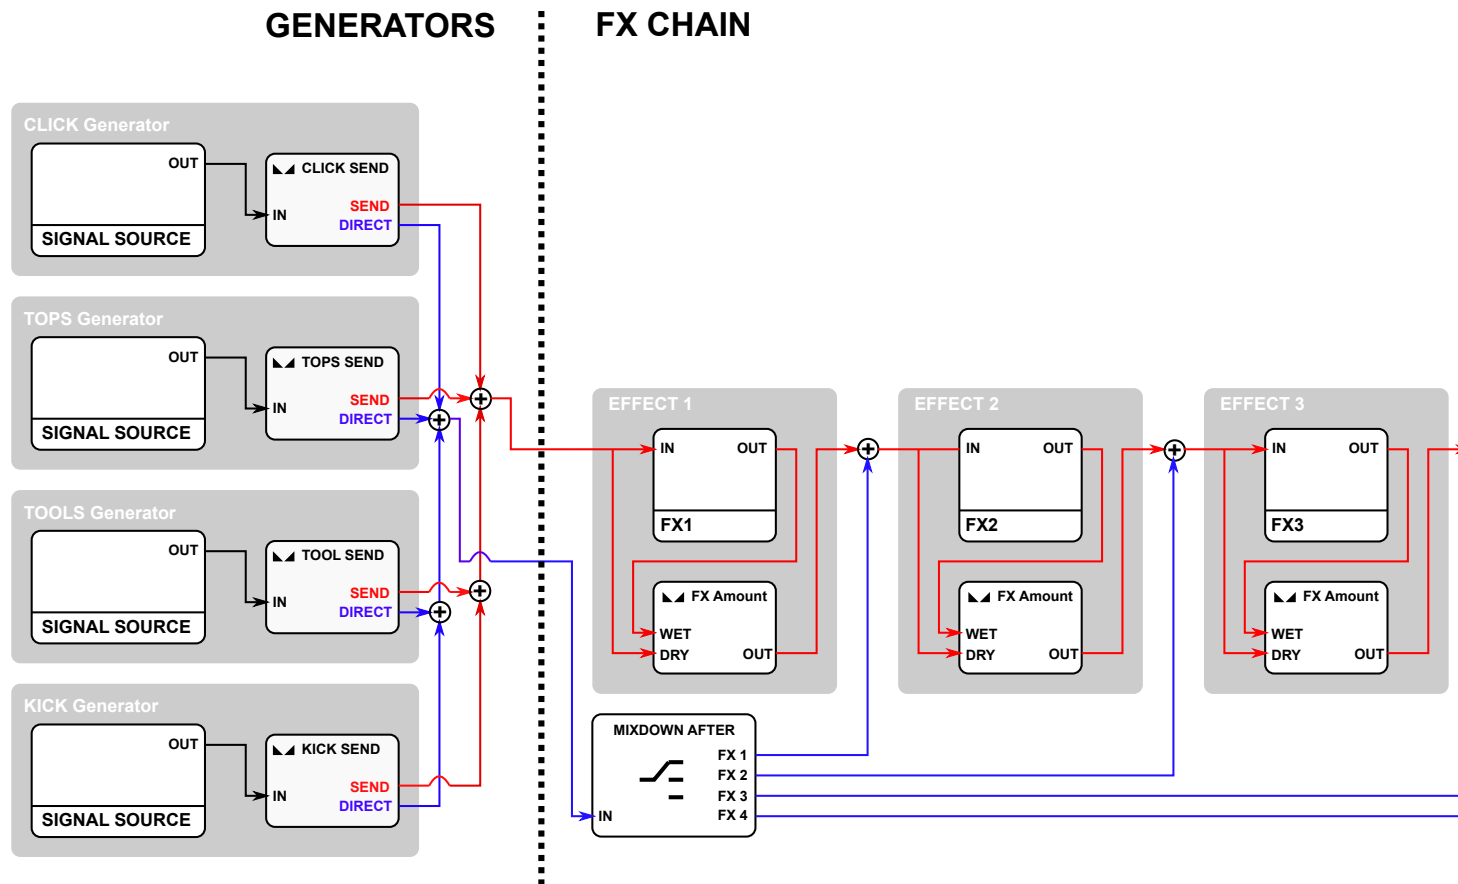 GENERATORS
FX CHAIN
CLICK Generator
OUT
SIGNAL SOURCE
CLICK SEND
IN
SEND
DIRECT
TOPS Generator
OUT
SIGNAL SOURCE
TOPS SEND
IN
SEND
DIRECT
TOOLS Generator
OUT
SIGNAL SOURCE
TOOL SEND
IN
SEND
DIRECT
KICK Generator
OUT
SIGNAL SOURCE
KICK SEND
IN
SEND
DIRECT
EFFECT 1
IN OUT
FX1
FX Amount
WET
DRY OUT
EFFECT 2
IN OUT
FX2
FX Amount
WET
DRY OUT
EFFECT 3
IN OUT
FX3
FX Amount
WET
DRY OUT
MIXDOWN AFTER
FX 1
FX 2
FX 3
IN FX 4